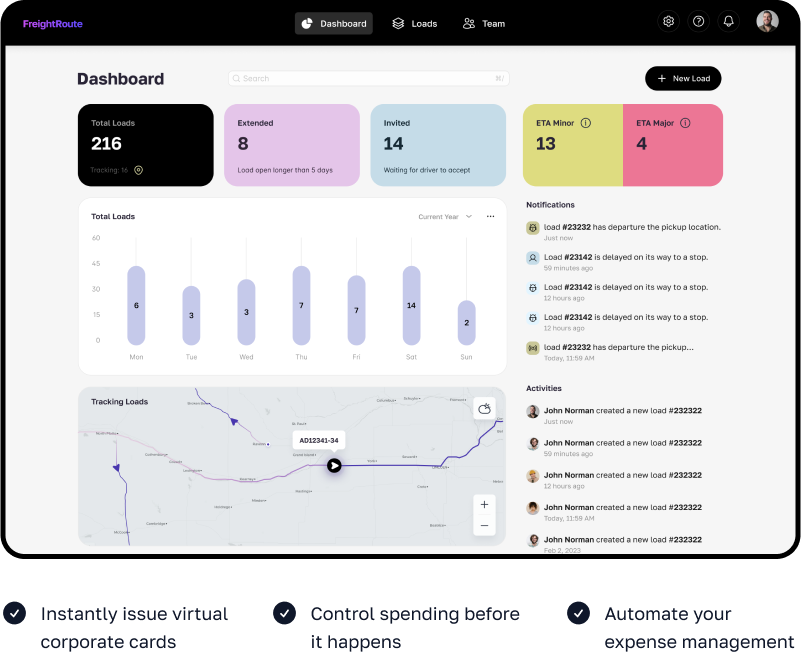 FreightRoute
Dashboard
Loads
Team
Dashboard
Search
⌘/
+ New Load
Total Loads
216
Tracking: 16
Extended
8
Load open longer than 5 days
Invited
14
Waiting for driver to accept
ETA Minor
13
ETA Major
4
Total Loads
Current Year
60
45
30
15
0
6
3
3
7
7
14
2
Mon
Tue
Wed
Thu
Fri
Sat
Sun
Notifications
load #23232 has departure the pickup location.
Just now
Load #23142 is delayed on its way to a stop.
59 minutes ago
Load #23142 is delayed on its way to a stop.
12 hours ago
Load #23142 is delayed on its way to a stop.
12 hours ago
load #23232 has departure the pickup...
Today, 11:59 AM
Tracking Loads
AD12341-34
+
−
Activities
John Norman created a new load #232322
Just now
John Norman created a new load #232322
59 minutes ago
John Norman created a new load #232322
12 hours ago
John Norman created a new load #232322
Today, 11:59 AM
John Norman created a new load #232322
Feb 2, 2023
Instantly issue virtual
corporate cards
Control spending before
it happens
Automate your
expense management